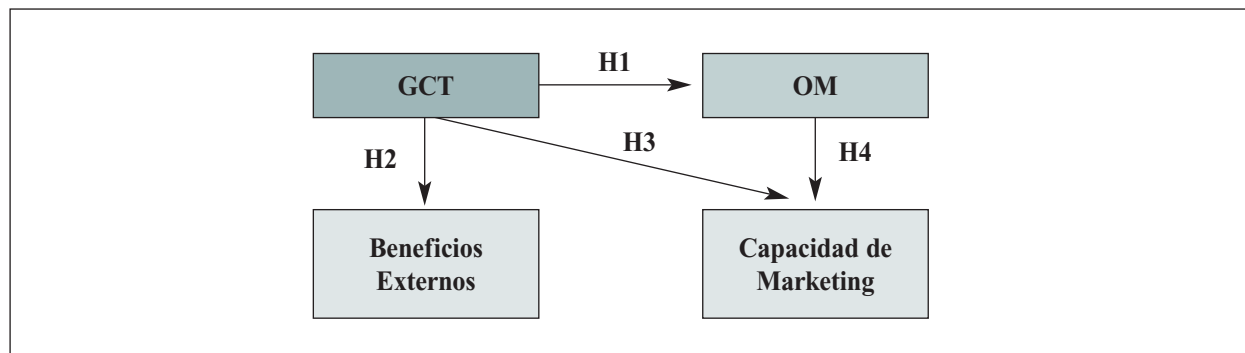 GCT
H1
OM
H2
H3
H4
Beneficios
Externos
Capacidad de
Marketing